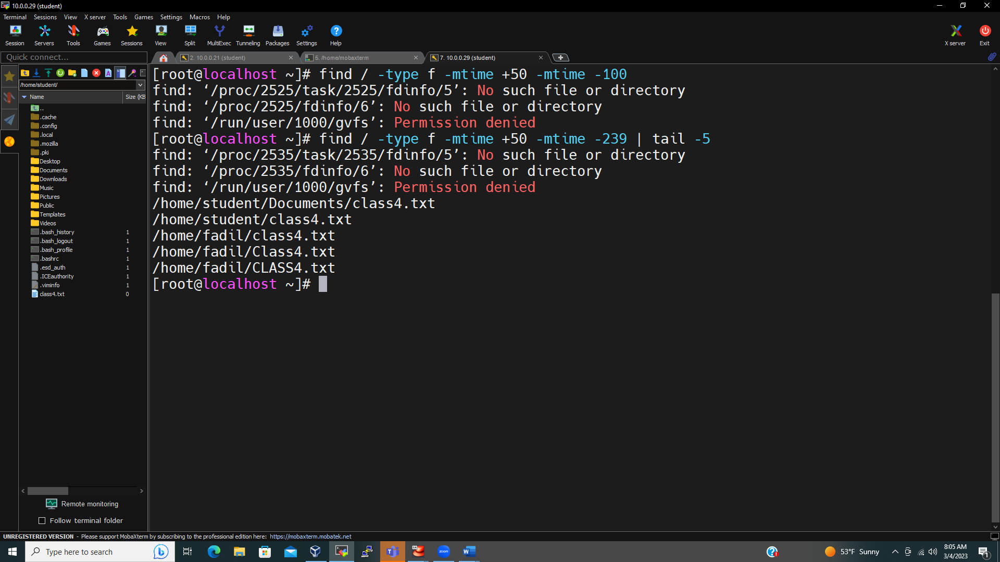 10.0.0.29 (student)
Terminal Sessions View X server Tools Games Settings Macros Help
Session Servers Tools Games Sessions View Split MultiExec Tunneling Packages Settings Help X server Exit
Quick connect...
2. 10.0.0.21 (student)
5. /home/mobaxterm
7. 10.0.0.29 (student)
/home/student/
Name Size (KB
..
.cache
.config
.local
.mozilla
.pki
Desktop
Documents
Downloads
Music
Pictures
Public
Templates
Videos
.bash_history 1
.bash_logout 1
.bash_profile 1
.bashrc 1
.esd_auth 1
.ICEauthority 1
.viminfo 1
class4.txt 0
Remote monitoring
Follow terminal folder
[root@localhost ~]# find / -type f -mtime +50 -mtime -100
find: ‘/proc/2525/task/2525/fdinfo/5’: No such file or directory
find: ‘/proc/2525/fdinfo/6’: No such file or directory
find: ‘/run/user/1000/gvfs’: Permission denied
[root@localhost ~]# find / -type f -mtime +50 -mtime -239 | tail -5
find: ‘/proc/2535/task/2535/fdinfo/5’: No such file or directory
find: ‘/proc/2535/fdinfo/6’: No such file or directory
find: ‘/run/user/1000/gvfs’: Permission denied
/home/student/Documents/class4.txt
/home/student/class4.txt
/home/fadil/class4.txt
/home/fadil/Class4.txt
/home/fadil/CLASS4.txt
[root@localhost ~]#
UNREGISTERED VERSION - Please support MobaXterm by subscribing to the professional edition here: https://mobaxterm.mobatek.net
Type here to search
zoom
53°F Sunny
8:05 AM
3/4/2023
1